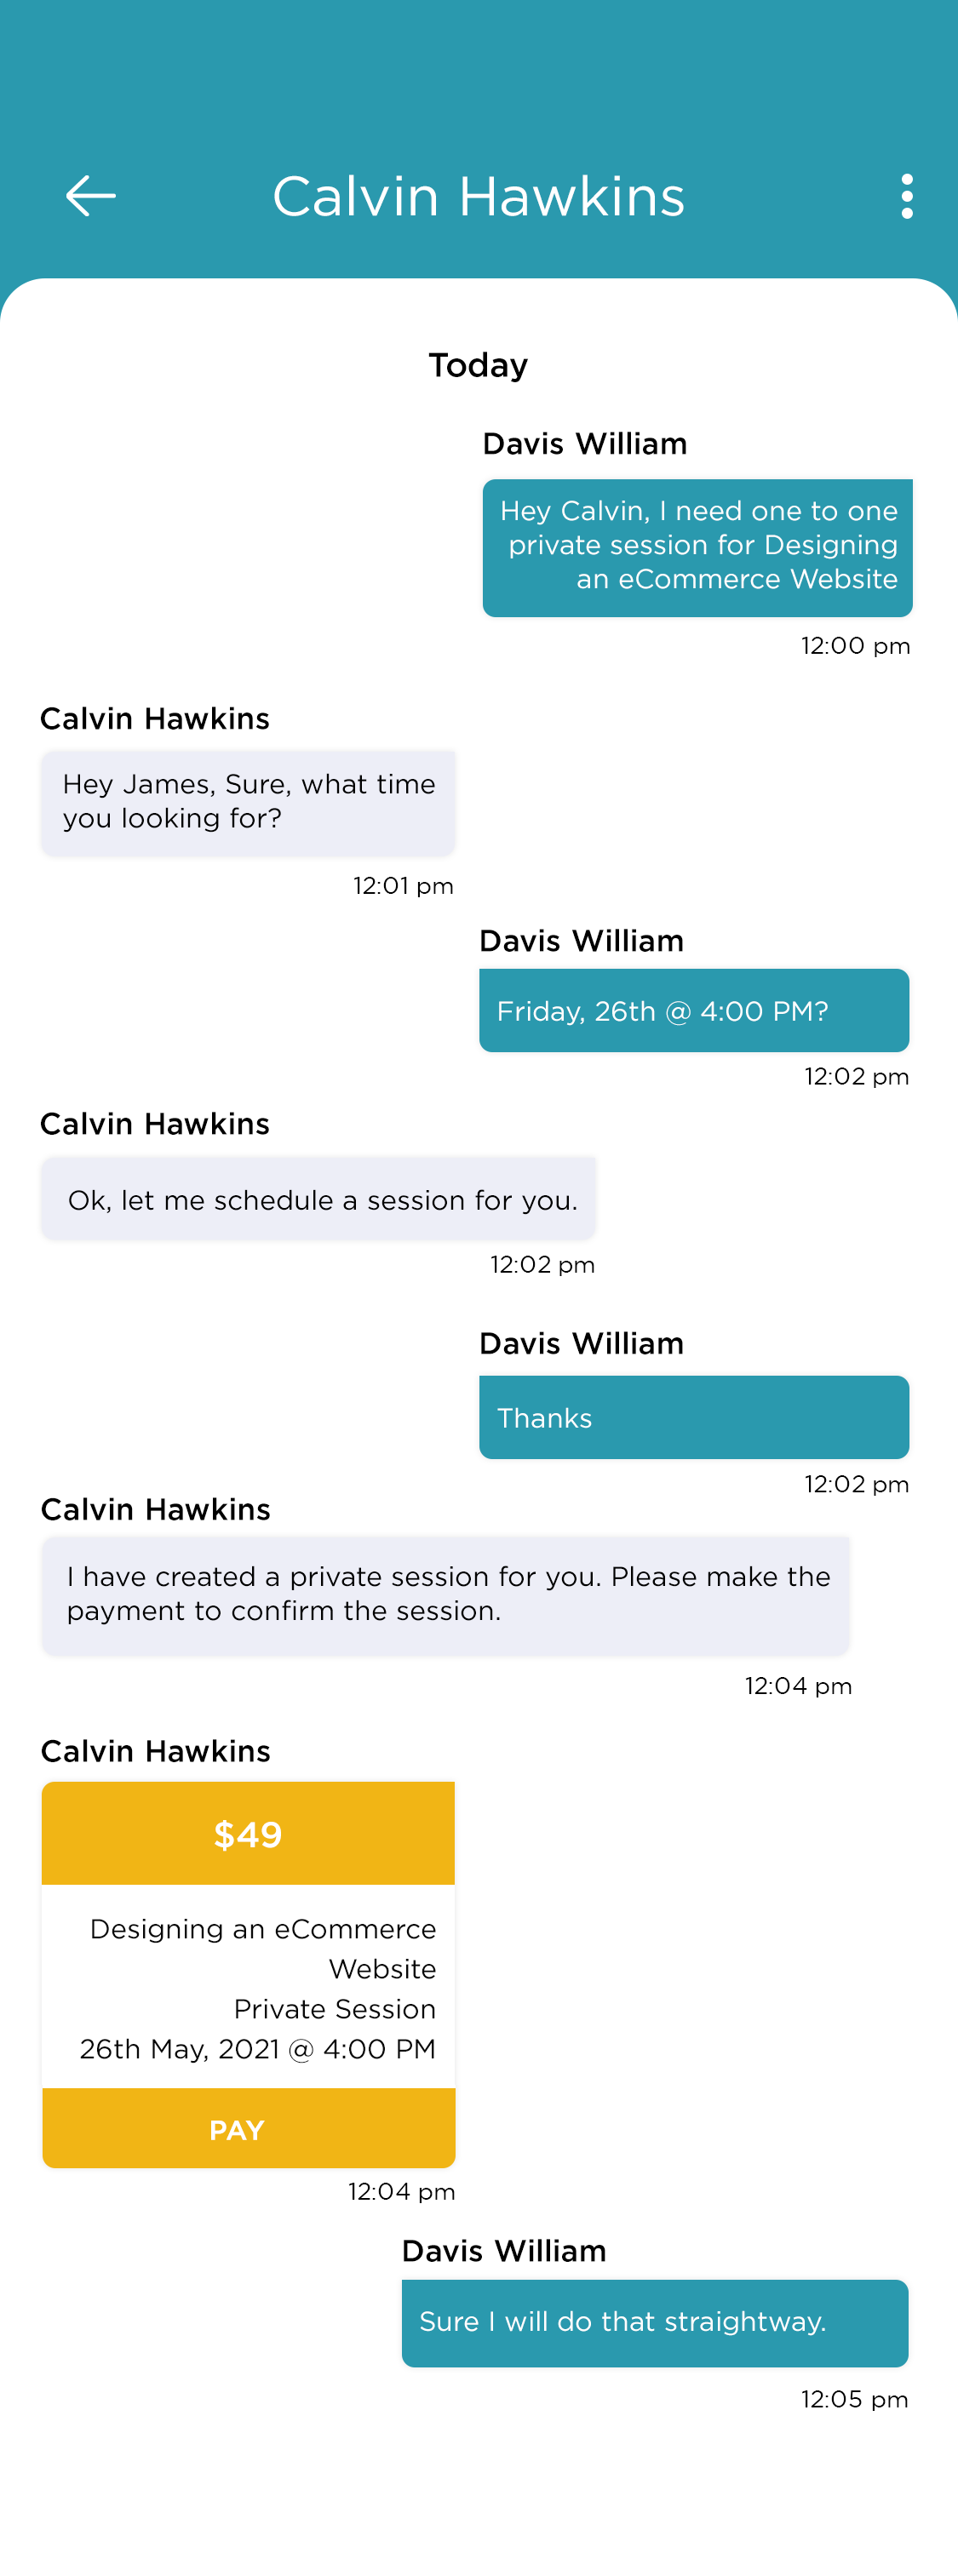 Calvin Hawkins
Today
Davis William
Hey Calvin, I need one to one
private session for Designing
an eCommerce Website
12:00 pm
Calvin Hawkins
Hey James, Sure, what time
you looking for?
12:01 pm
Davis William
Friday, 26th @ 4:00 PM?
12:02 pm
Calvin Hawkins
Ok, let me schedule a session for you.
12:02 pm
Davis William
Thanks
12:02 pm
Calvin Hawkins
I have created a private session for you. Please make the
payment to confirm the session.
12:04 pm
Calvin Hawkins
$49
Designing an eCommerce
Website
Private Session
26th May, 2021 @ 4:00 PM
PAY
12:04 pm
Davis William
Sure I will do that straightway.
12:05 pm